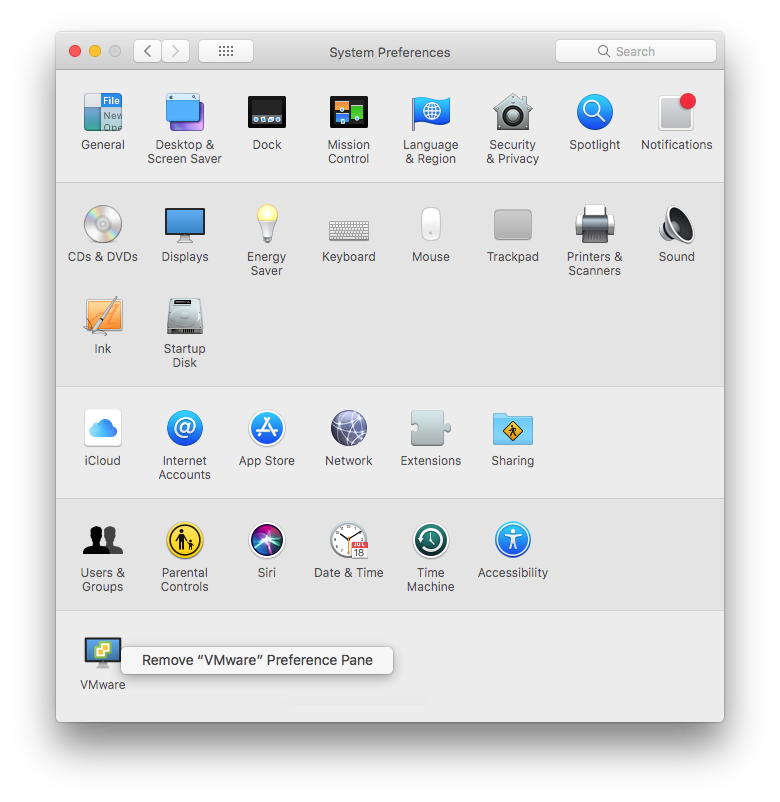 System Preferences
Search
File
New
Ope
General
Desktop &
Screen Saver
Dock
Mission
Control
Language
& Region
Security
& Privacy
Spotlight
Notifications
CDs & DVDs
Displays
Energy
Saver
Keyboard
Mouse
Trackpad
Printers &
Scanners
Sound
Ink
Startup
Disk
iCloud
@
Internet
Accounts
App Store
Network
Extensions
Sharing
Users &
Groups
Parental
Controls
Siri
JUL
18
Date & Time
Time
Machine
Accessibility
Remove “VMware” Preference Pane
VMware